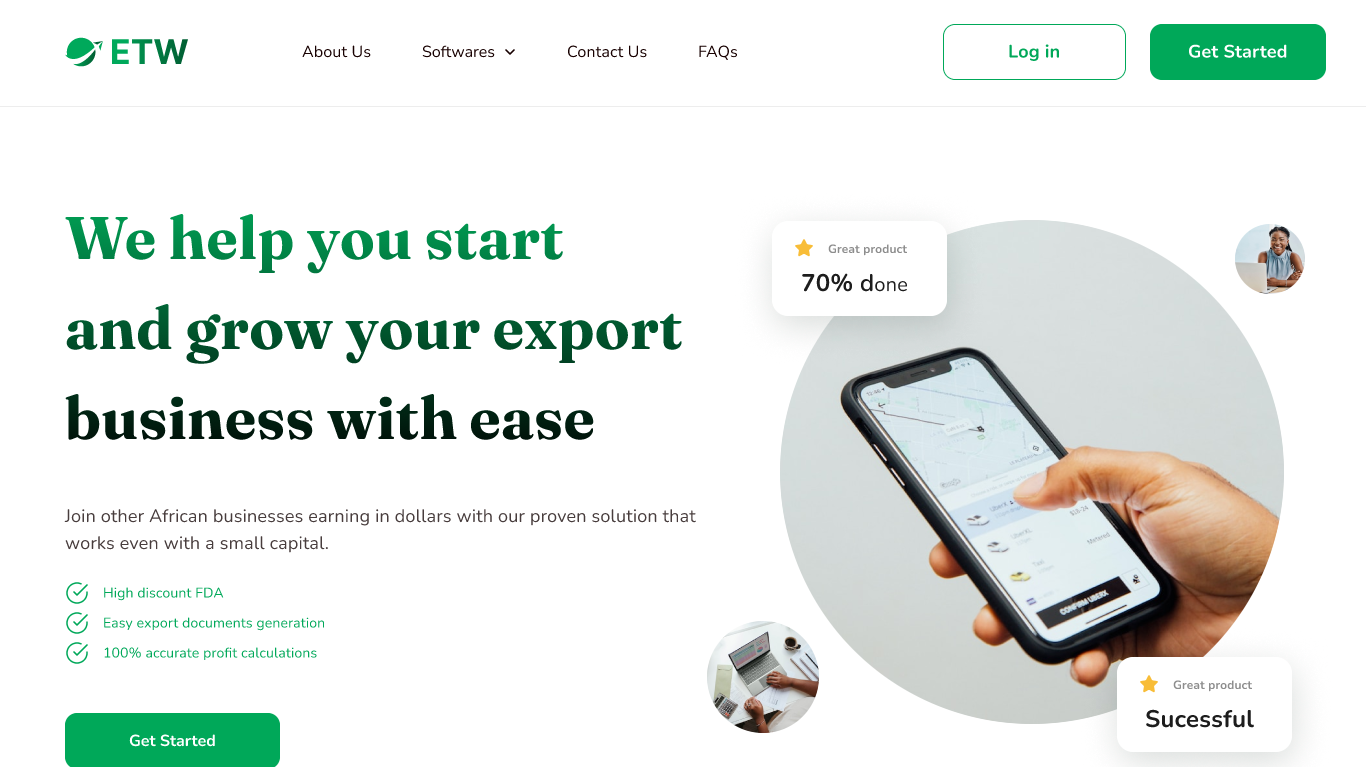 ETW
About Us
Softwares
Contact Us
FAQs
Log in
Get Started
We help you start
and grow your export
business with ease
Join other African businesses earning in dollars with our proven solution that
works even with a small capital.
High discount FDA
Easy export documents generation
100% accurate profit calculations
Get Started
Great product
70% done
UberX
Taxi
Metered
CONFIRM UBERX
Great product
Sucessful